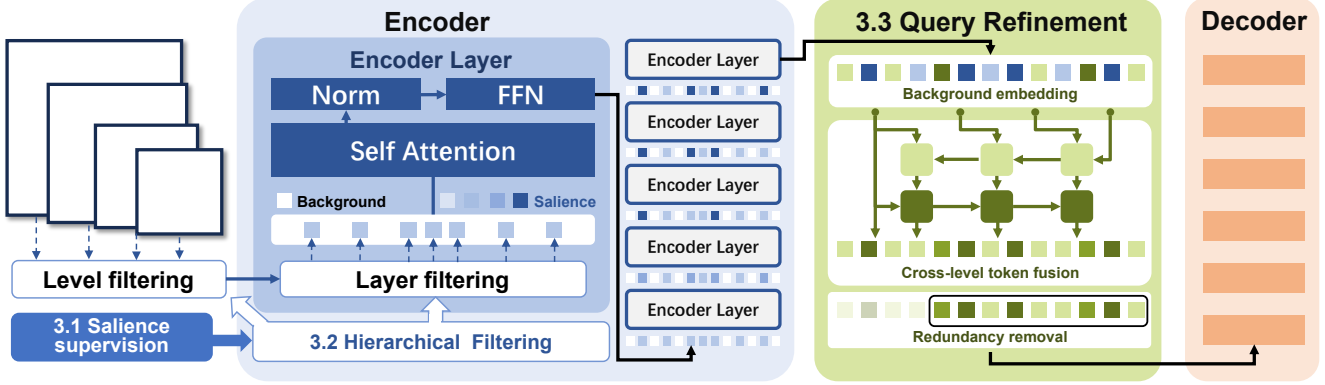 Encoder
3.3 Query Refinement
Decoder
Encoder Layer
Norm
FFN
Self Attention
Background
Salience
Level filtering
Layer filtering
3.1 Salience
supervision
3.2 Hierarchical Filtering
Encoder Layer
Encoder Layer
Encoder Layer
Encoder Layer
Encoder Layer
Background embedding
Cross-level token fusion
Redundancy removal